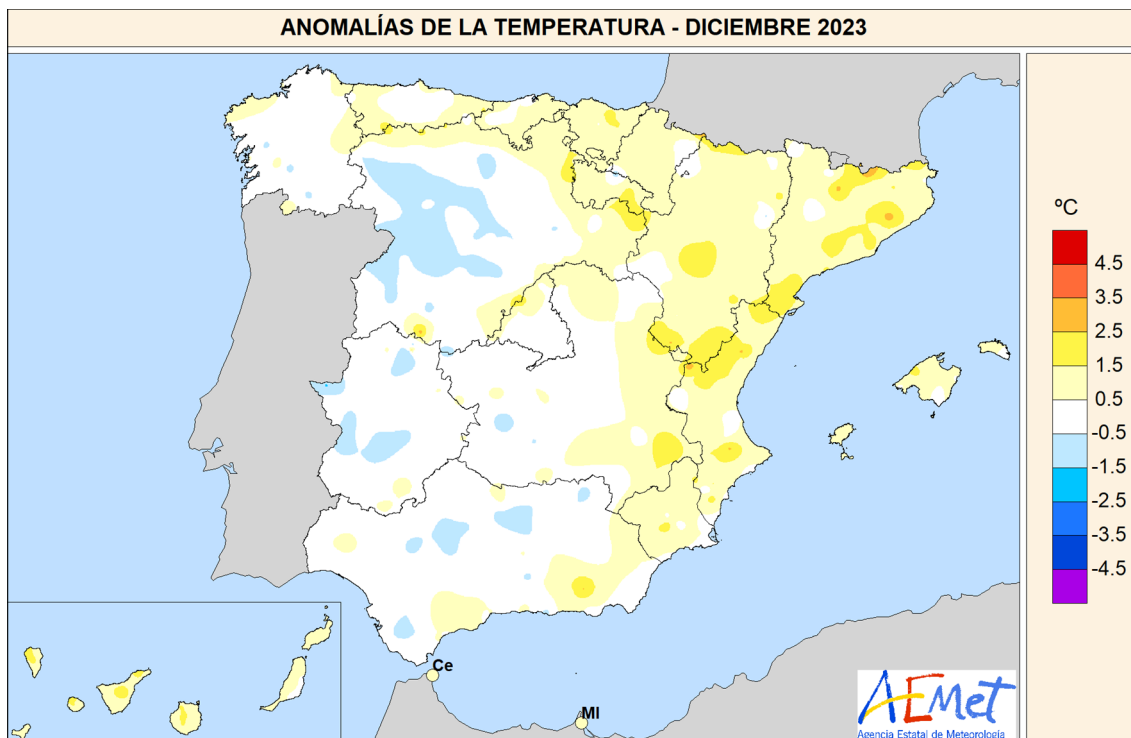 ANOMALÍAS DE LA TEMPERATURA - DICIEMBRE 2023
ºC
4.5
3.5
2.5
1.5
0.5
-0.5
-1.5
-2.5
-3.5
-4.5
Ce
Ml
AEMet
Agencia Estatal de Meteorología